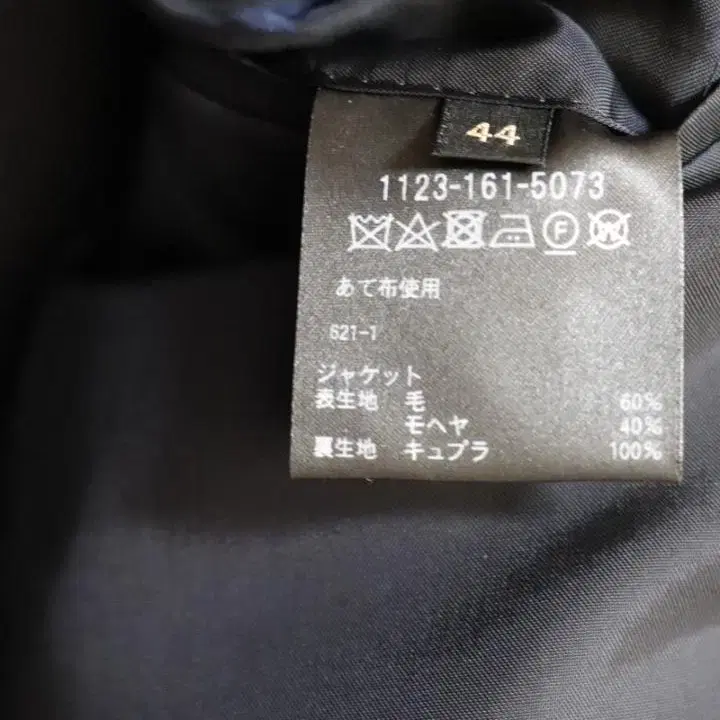 44
1123-161-5073
F W
あて布使用
621-1
ジャケット
表生地 毛 60%
モヘヤ 40%
裏生地 キュプラ 100%